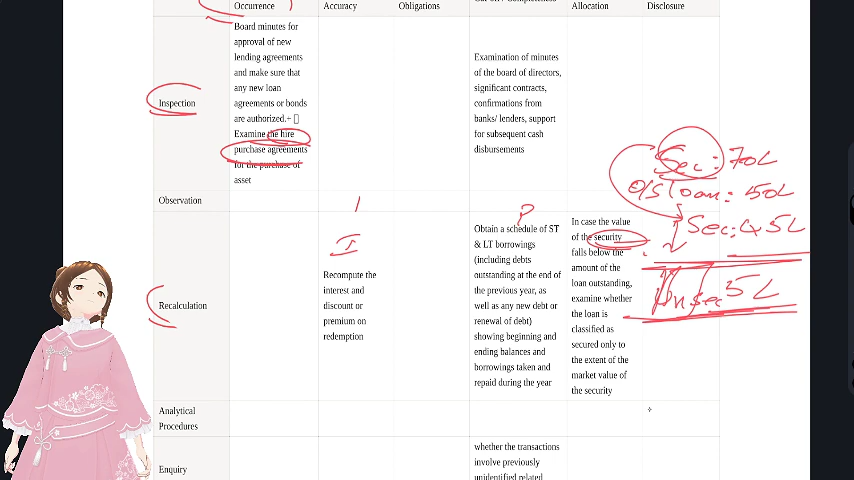 Occurrence
Accuracy
Obligations
Allocation
Disclosure
Inspection
Board minutes for
approval of new
lending agreements
and make sure that
any new loan
agreements or bonds
are authorized.+
Examine the hire
purchase agreements
for the purchase of
asset
Examination of minutes
of the board of directors,
significant contracts,
confirmations from
banks/ lenders, support
for subsequent cash
disbursements
Observation
Recalculation
I
Recompute the
interest and
discount or
premium on
redemption
P
Obtain a schedule of ST
& LT borrowings
(including debts
outstanding at the end of
the previous year, as
well as any new debt or
renewal of debt)
showing beginning and
ending balances and
borrowings taken and
repaid during the year
In case the value
of the security
falls below the
amount of the
loan outstanding,
examine whether
the loan is
classified as
secured only to
the extent of the
market value of
the security
Sec: 70L
O/S loan: 50L
Sec: 45L
Unsec 5L
Analytical
Procedures
Enquiry
whether the transactions
involve previously
unidentified related